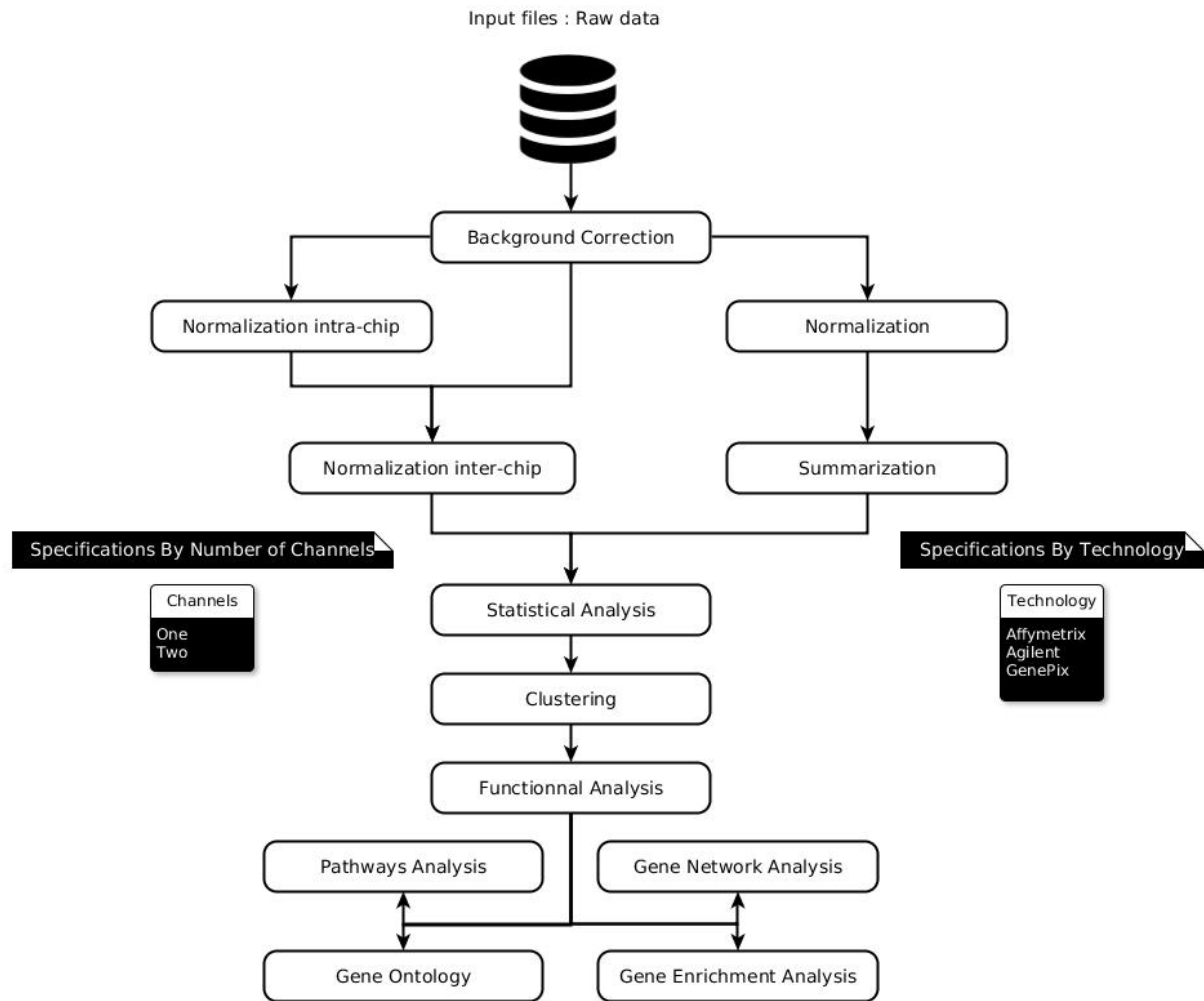 Input files : Raw data
Background Correction
Normalization intra-chip
Normalization
Normalization inter-chip
Summarization
Specifications By Number of Channels
Specifications By Technology
Channels
One
Two
Technology
Affymetrix
Agilent
GenePix
Statistical Analysis
Clustering
Functionnal Analysis
Pathways Analysis
Gene Network Analysis
Gene Ontology
Gene Enrichment Analysis